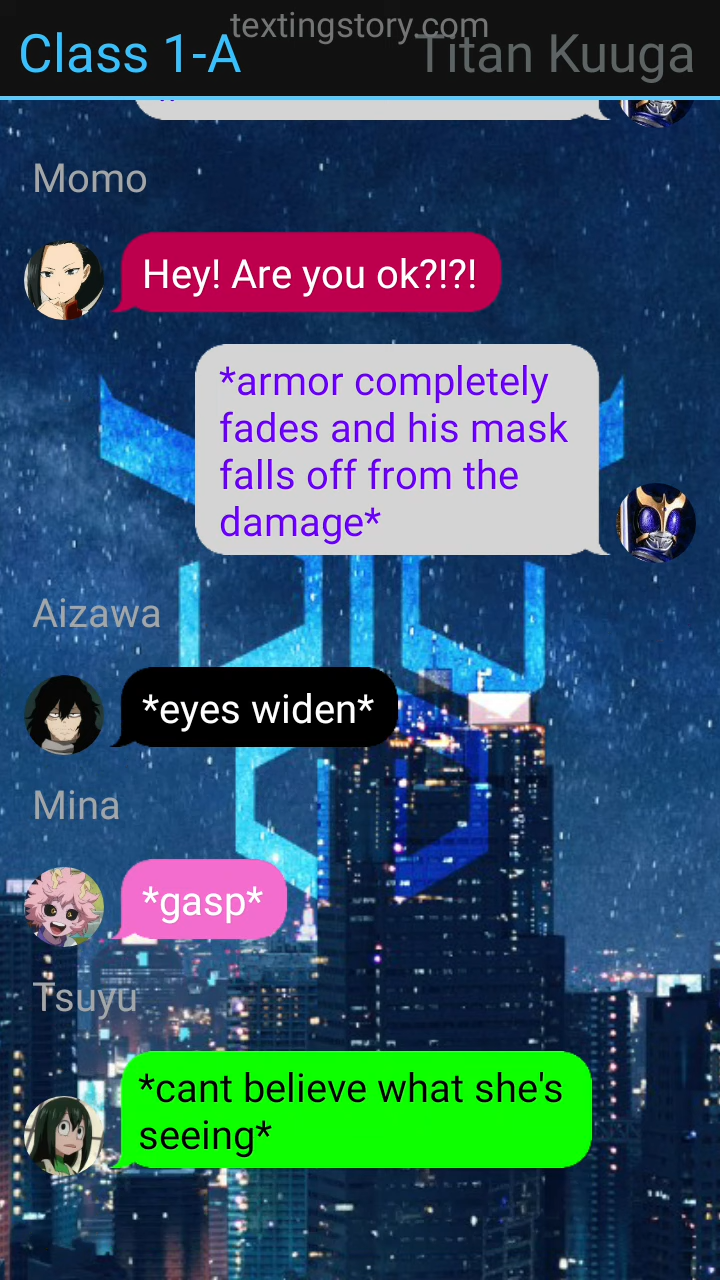 textingstory.com
Class 1-A
Titan Kuuga
Momo
Hey! Are you ok?!?!
*armor completely
fades and his mask
falls off from the
damage*
Aizawa
*eyes widen*
Mina
*gasp*
Tsuyu
*cant believe what she's
seeing*